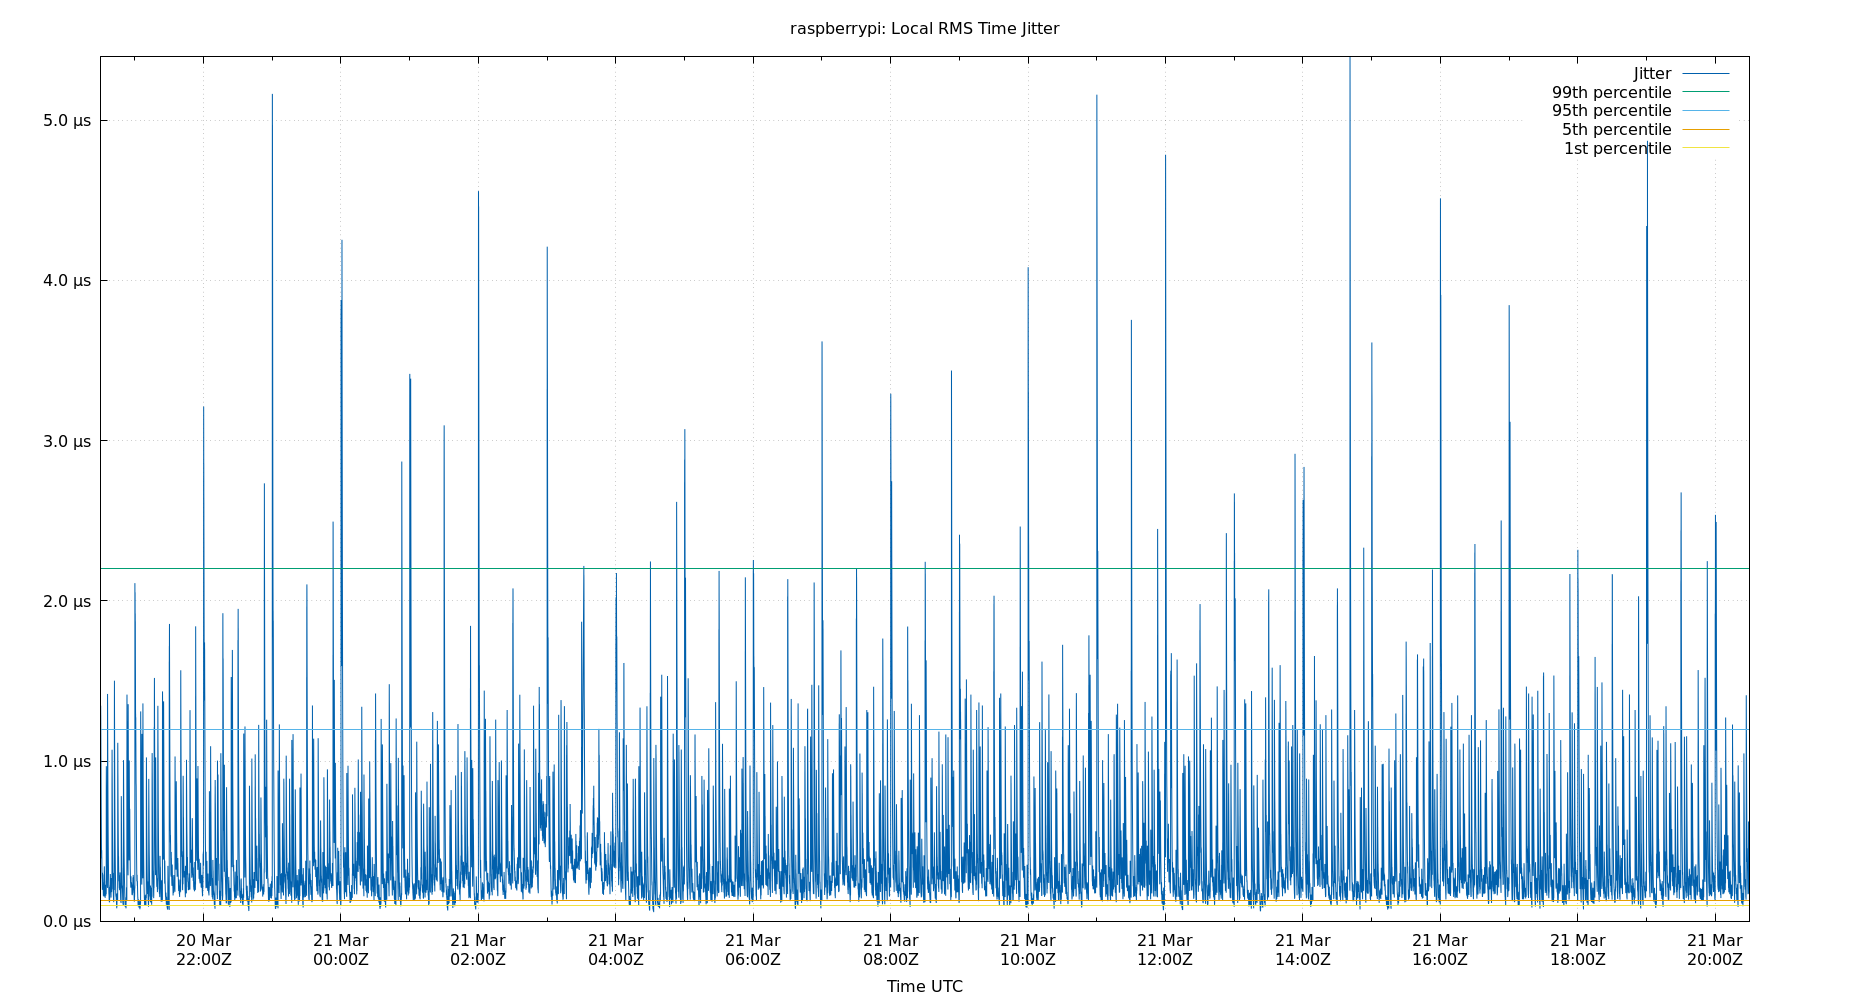 raspberrypi: Local RMS Time Jitter
Jitter
99th percentile
95th percentile
5th percentile
1st percentile
5.0 µs
4.0 µs
3.0 µs
2.0 µs
1.0 µs
0.0 µs
20 Mar 21 Mar 21 Mar 21 Mar 21 Mar 21 Mar 21 Mar 21 Mar 21 Mar 21 Mar 21 Mar 21 Mar
22:00Z 00:00Z 02:00Z 04:00Z 06:00Z 08:00Z 10:00Z 12:00Z 14:00Z 16:00Z 18:00Z 20:00Z
Time UTC